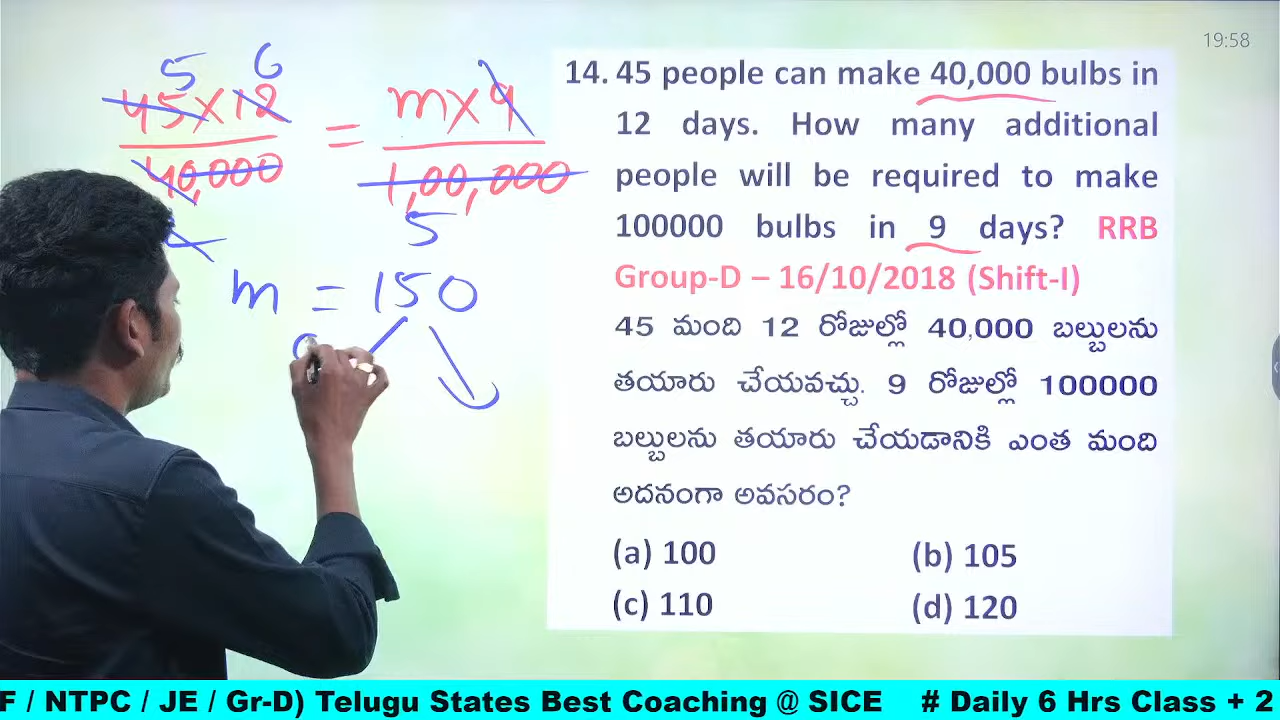 19:58
5 6
45×12 = m×9
40,000 1,00,000
5
m = 150
14. 45 people can make 40,000 bulbs in
12 days. How many additional
people will be required to make
100000 bulbs in 9 days? RRB
Group-D – 16/10/2018 (Shift-I)
45 మంది 12 రోజుల్లో 40,000 బల్బులను
తయారు చేయవచ్చు. 9 రోజుల్లో 100000
బల్బులను తయారు చేయడానికి ఎంత మంది
అదనంగా అవసరం?
(a) 100 (b) 105
(c) 110 (d) 120
F / NTPC / JE / Gr-D) Telugu States Best Coaching @ SICE # Daily 6 Hrs Class + 2